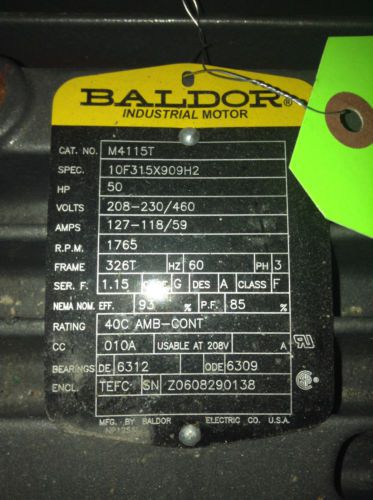 BALDOR®
INDUSTRIAL MOTOR
CAT. NO. M4115T
SPEC. 10F315X909H2
HP 50
VOLTS 208-230/460
AMPS 127-118/59
R.P.M. 1765
FRAME 326T HZ 60 PH 3
SER. F. 1.15 CODE G DES A CLASS F
NEMA NOM. EFF. 93 % P.F. 85 %
RATING 40C AMB-CONT
CC 010A USABLE AT 208V A
BEARINGS DE 6312 ODE 6309
ENCL. TEFC SN Z0608290138
MFG. BY BALDOR ELECTRIC CO. U.S.A.